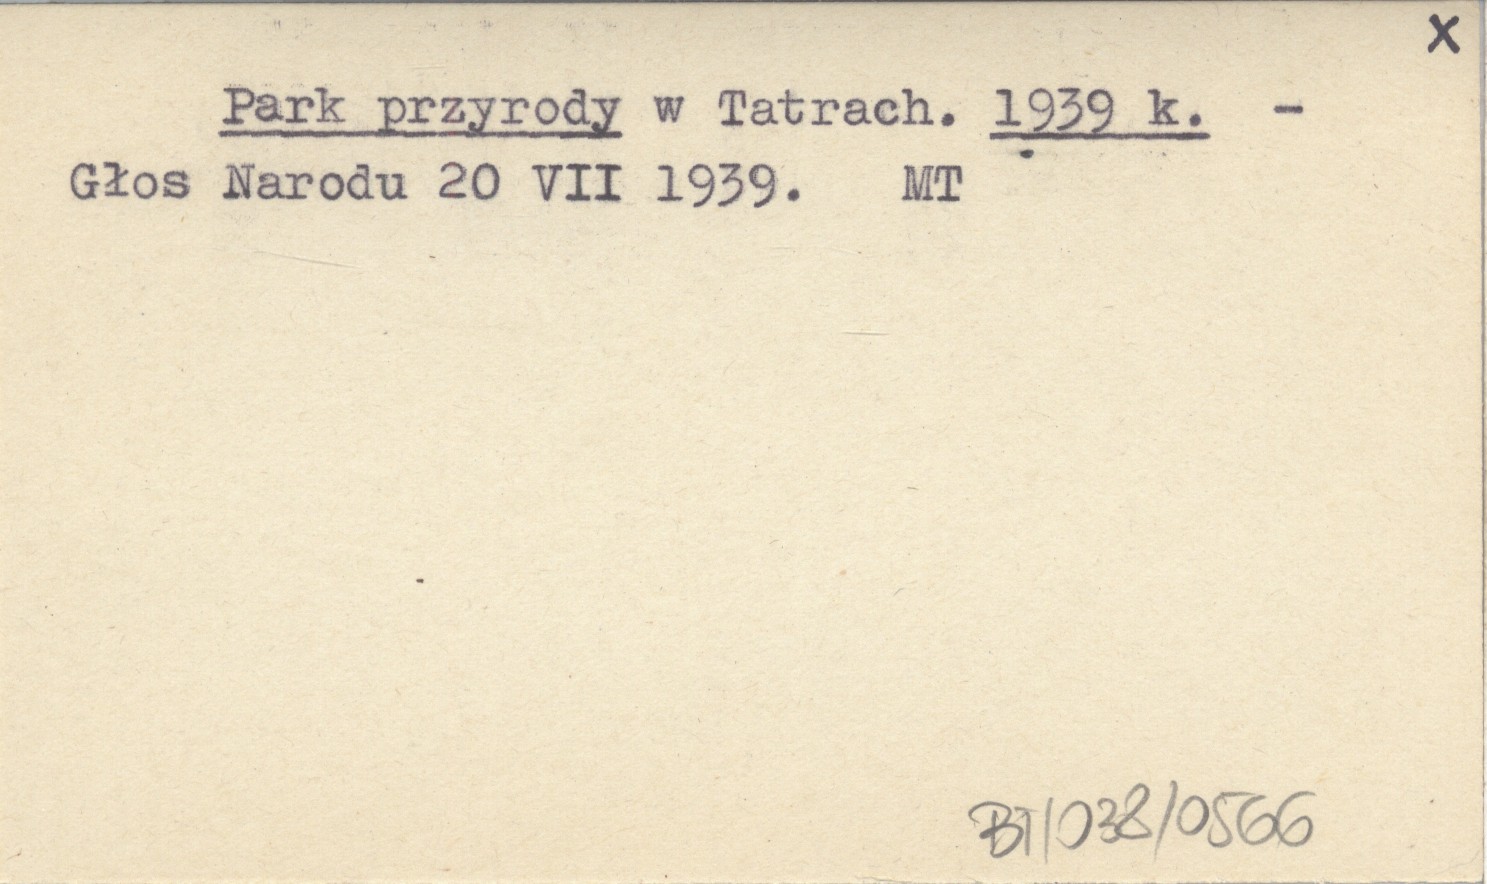 x
Park przyrody w Tatrach. 1939 k. -
Głos Narodu 20 VII 1939. MT
BT/038/0566